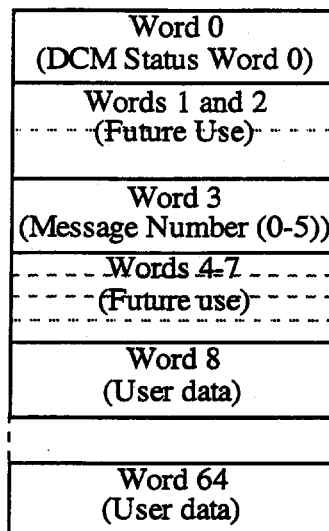 Word 0
(DCM Status Word 0)
Words 1 and 2
(Future Use)
Word 3
(Message Number (0-5))
Words 4-7
(Future use)
Word 8
(User data)
Word 64
(User data)